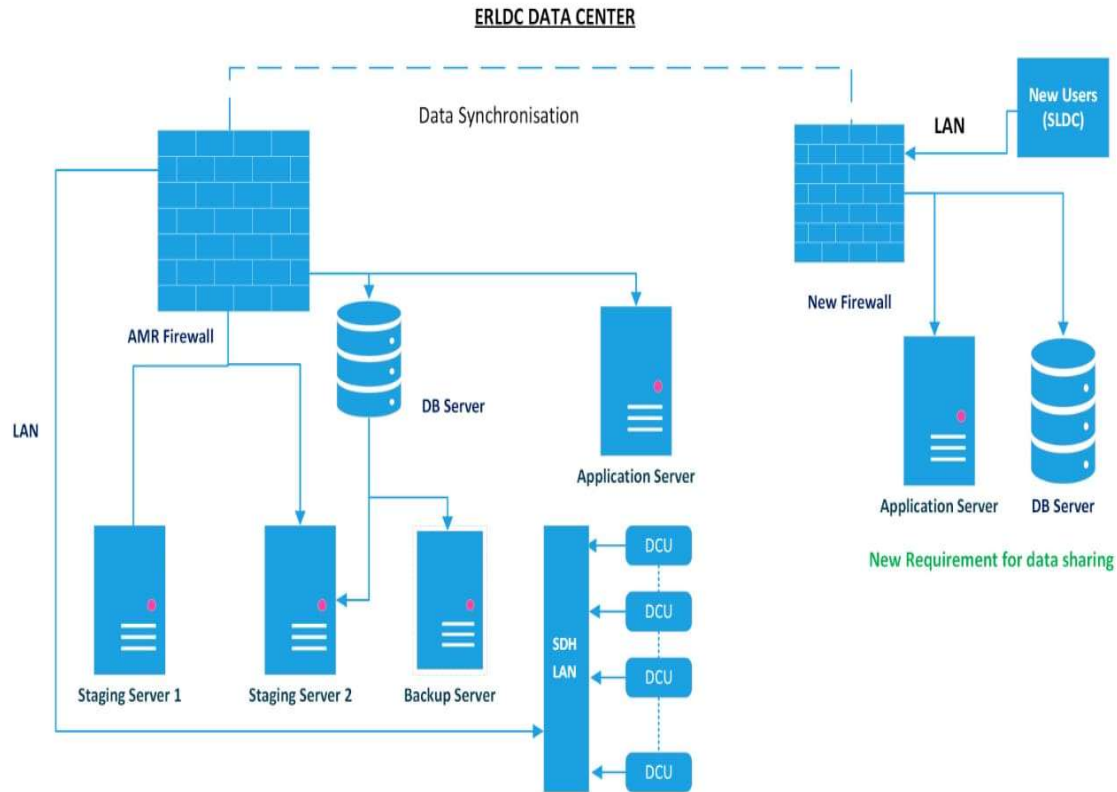 ERLDC DATA CENTER
Data Synchronisation
New Users
(SLDC)
LAN
New Firewall
AMR Firewall
DB Server
LAN
Application Server
Application Server
DB Server
New Requirement for data sharing
DCU
DCU
SDH
LAN
DCU
DCU
Staging Server 1
Staging Server 2
Backup Server